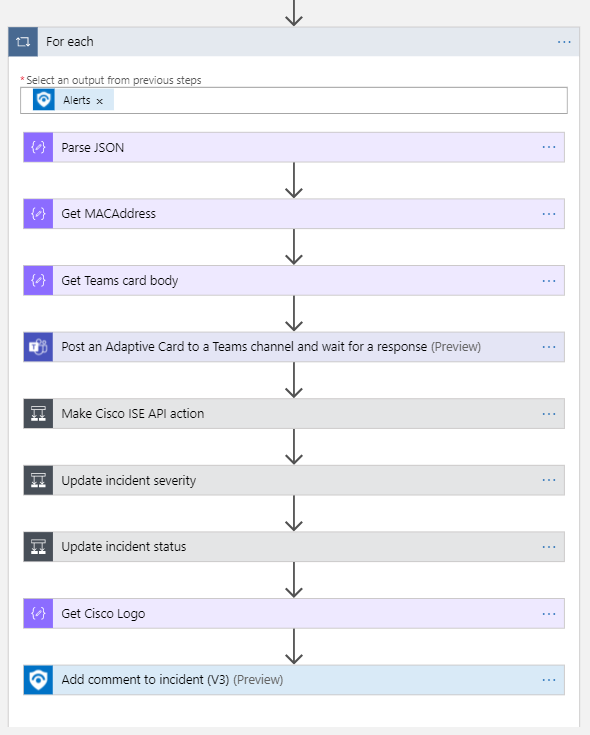 For each
* Select an output from previous steps
Alerts ×
Parse JSON
Get MACAddress
Get Teams card body
Post an Adaptive Card to a Teams channel and wait for a response (Preview)
Make Cisco ISE API action
Update incident severity
Update incident status
Get Cisco Logo
Add comment to incident (V3) (Preview)